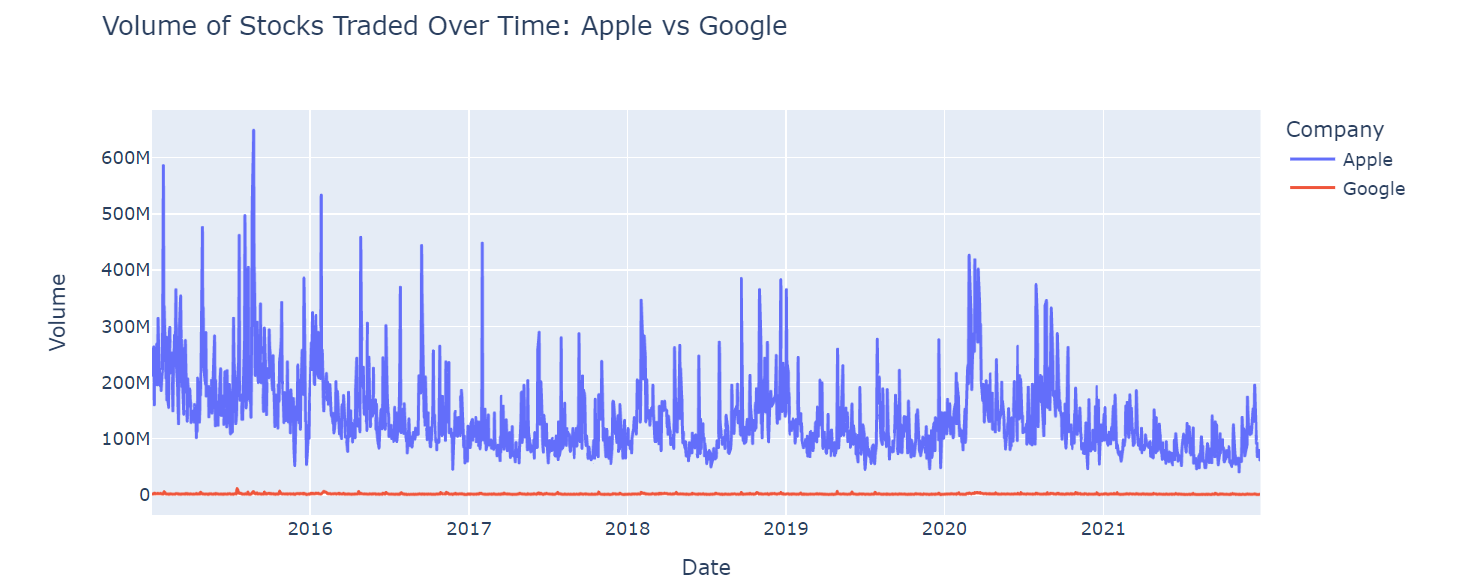 Volume of Stocks Traded Over Time: Apple vs Google
Company
Apple
Google
600M
500M
400M
300M
200M
100M
0
Volume
2016
2017
2018
2019
2020
2021
Date